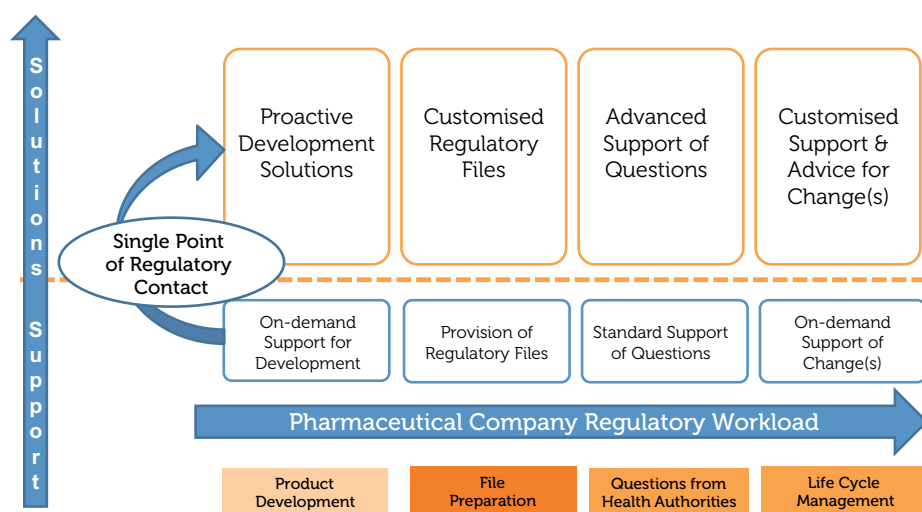 Solutions
Support
Proactive
Development
Solutions
Customised
Regulatory
Files
Advanced
Support of
Questions
Customised
Support &
Advice for
Change(s)
Single Point
of Regulatory
Contact
On-demand
Support for
Development
Provision of
Regulatory Files
Standard Support
of Questions
On-demand
Support of
Change(s)
Pharmaceutical Company Regulatory Workload
Product
Development
File
Preparation
Questions from
Health Authorities
Life Cycle
Management